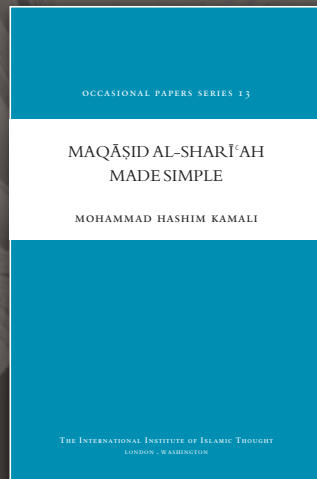 OCCASIONAL PAPERS SERIES 13
MAQĀṢID AL-SHARĪʿAH
MADE SIMPLE
MOHAMMAD HASHIM KAMALI
THE INTERNATIONAL INSTITUTE OF ISLAMIC THOUGHT
LONDON . WASHINGTON